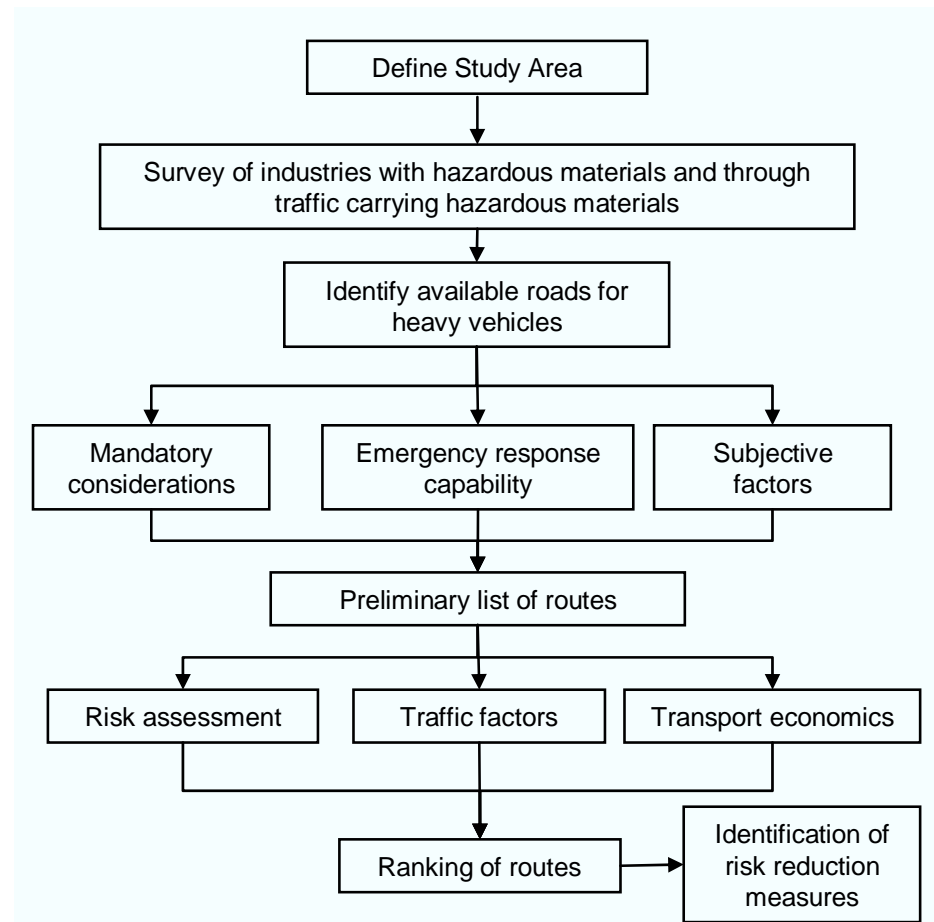 Define Study Area
Survey of industries with hazardous materials and through
traffic carrying hazardous materials
Identify available roads for
heavy vehicles
Mandatory
considerations
Emergency response
capability
Subjective
factors
Preliminary list of routes
Risk assessment
Traffic factors
Transport economics
Ranking of routes
Identification of
risk reduction
measures